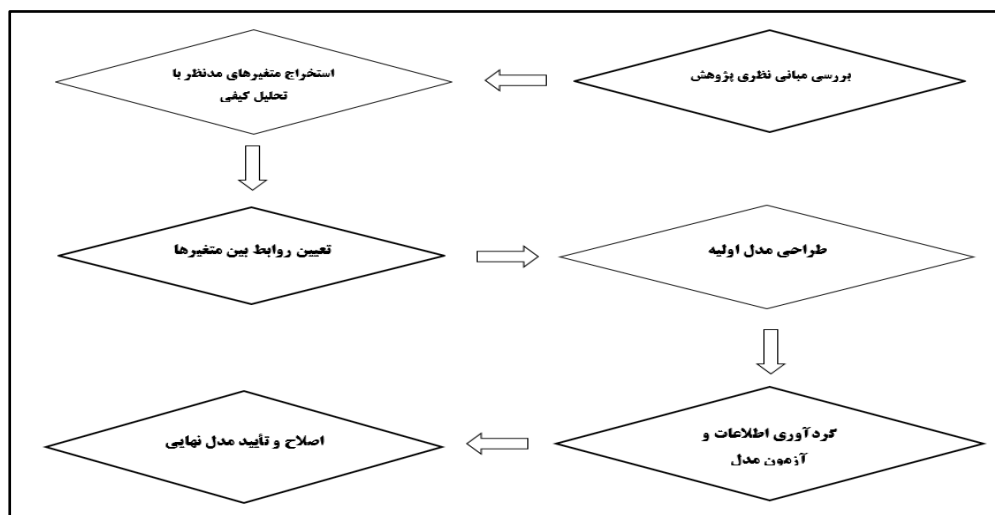 بررسی مبانی نظری پژوهش
استخراج متغیرهای مدنظر با
تحلیل کیفی
تعیین روابط بین متغیرها
طراحی مدل اولیه
گردآوری اطلاعات و
آزمون مدل
اصلاح و تأیید مدل نهایی